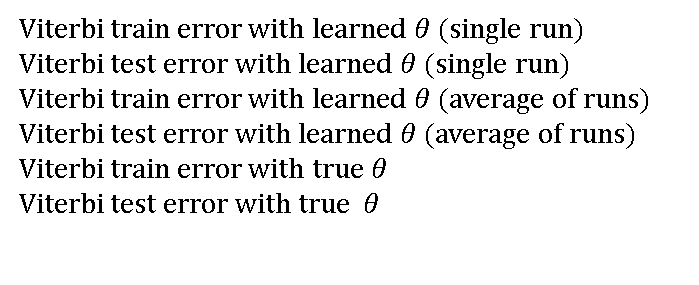 Viterbi train error with learned θ (single run)
Viterbi test error with learned θ (single run)
Viterbi train error with learned θ (average of runs)
Viterbi test error with learned θ (average of runs)
Viterbi train error with true θ
Viterbi test error with true θ